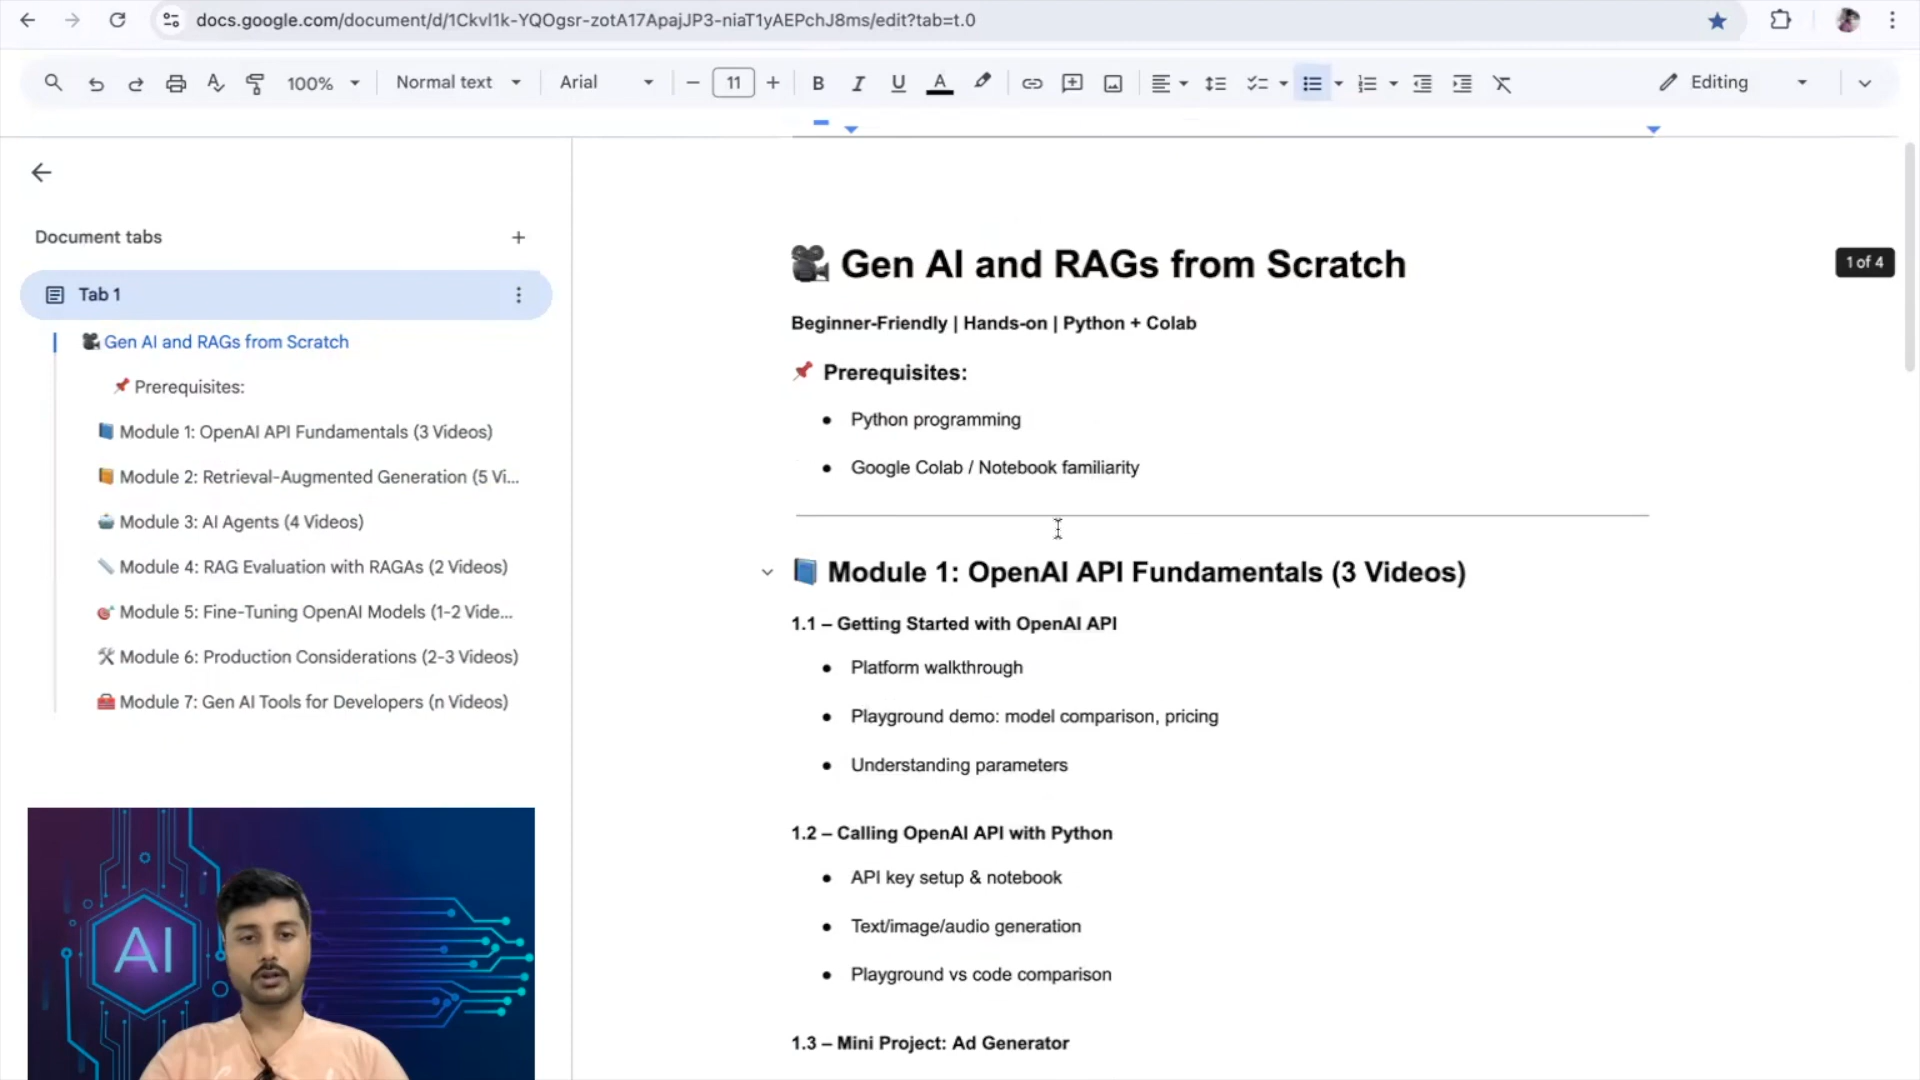 docs.google.com/document/d/1Ckvl1k-YQOgsr-zotA17ApajJP3-niaT1yAEPchJ8ms/edit?tab=t.0
100%
Normal text
Arial
11
B
I
U
A
Editing
Document tabs
Tab 1
Gen AI and RAGs from Scratch
Prerequisites:
Module 1: OpenAI API Fundamentals (3 Videos)
Module 2: Retrieval-Augmented Generation (5 Vi...
Module 3: AI Agents (4 Videos)
Module 4: RAG Evaluation with RAGAs (2 Videos)
Module 5: Fine-Tuning OpenAI Models (1-2 Vide...
Module 6: Production Considerations (2-3 Videos)
Module 7: Gen AI Tools for Developers (n Videos)
AI
Gen AI and RAGs from Scratch
1 of 4
Beginner-Friendly | Hands-on | Python + Colab
Prerequisites:
● Python programming
● Google Colab / Notebook familiarity
Module 1: OpenAI API Fundamentals (3 Videos)
1.1 – Getting Started with OpenAI API
● Platform walkthrough
● Playground demo: model comparison, pricing
● Understanding parameters
1.2 – Calling OpenAI API with Python
● API key setup & notebook
● Text/image/audio generation
● Playground vs code comparison
1.3 – Mini Project: Ad Generator